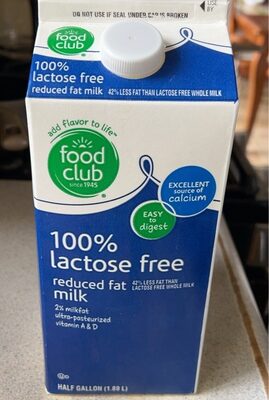 DO NOT USE IF SEAL UNDER CAP IS BROKEN
USE
BY
food
club
100%
lactose free
reduced fat milk 42% LESS FAT THAN LACTOSE FREE WHOLE MILK
add flavor to life™
food
club
since 1945
EXCELLENT
source of
calcium
EASY to
digest
100%
lactose free
reduced fat
milk
42% LESS FAT THAN
LACTOSE FREE WHOLE MILK
2% milkfat
ultra-pasteurized
vitamin A & D
HALF GALLON (1.89 L)